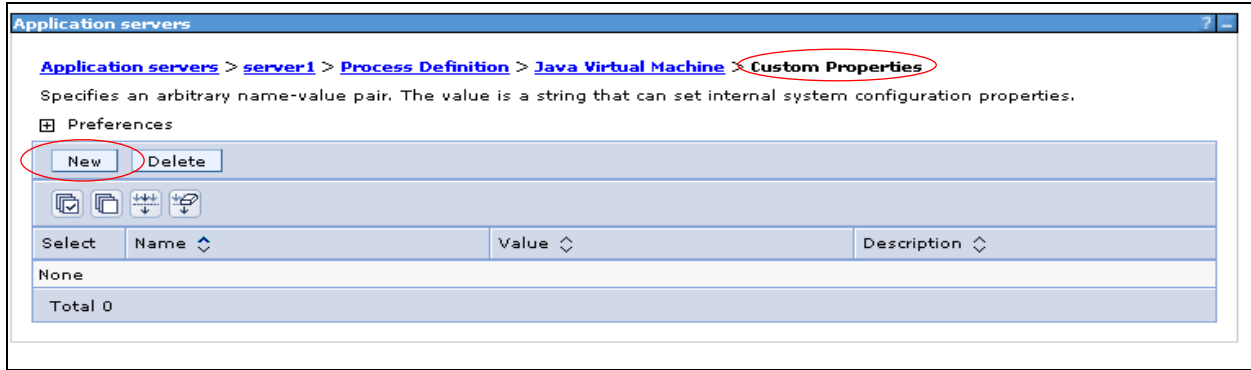 Application servers ? _
Application servers > server1 > Process Definition > Java Virtual Machine > Custom Properties
Specifies an arbitrary name-value pair. The value is a string that can set internal system configuration properties.
Preferences
New Delete
Select Name Value Description
None
Total 0